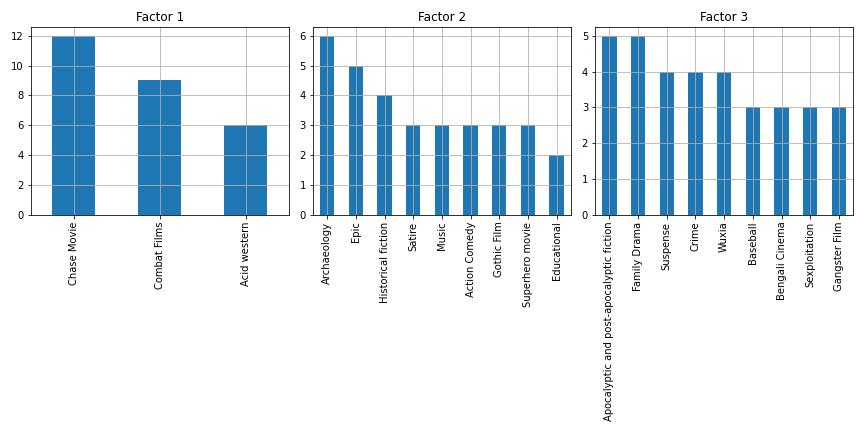 Factor 1
12
10
8
6
4
2
0
Chase Movie
Combat Films
Acid western
Factor 2
6
5
4
3
2
1
0
Archaeology
Epic
Historical fiction
Satire
Music
Action Comedy
Gothic Film
Superhero movie
Educational
Factor 3
5
4
3
2
1
0
Apocalyptic and post-apocalyptic fiction
Family Drama
Suspense
Crime
Wuxia
Baseball
Bengali Cinema
Sexploitation
Gangster Film